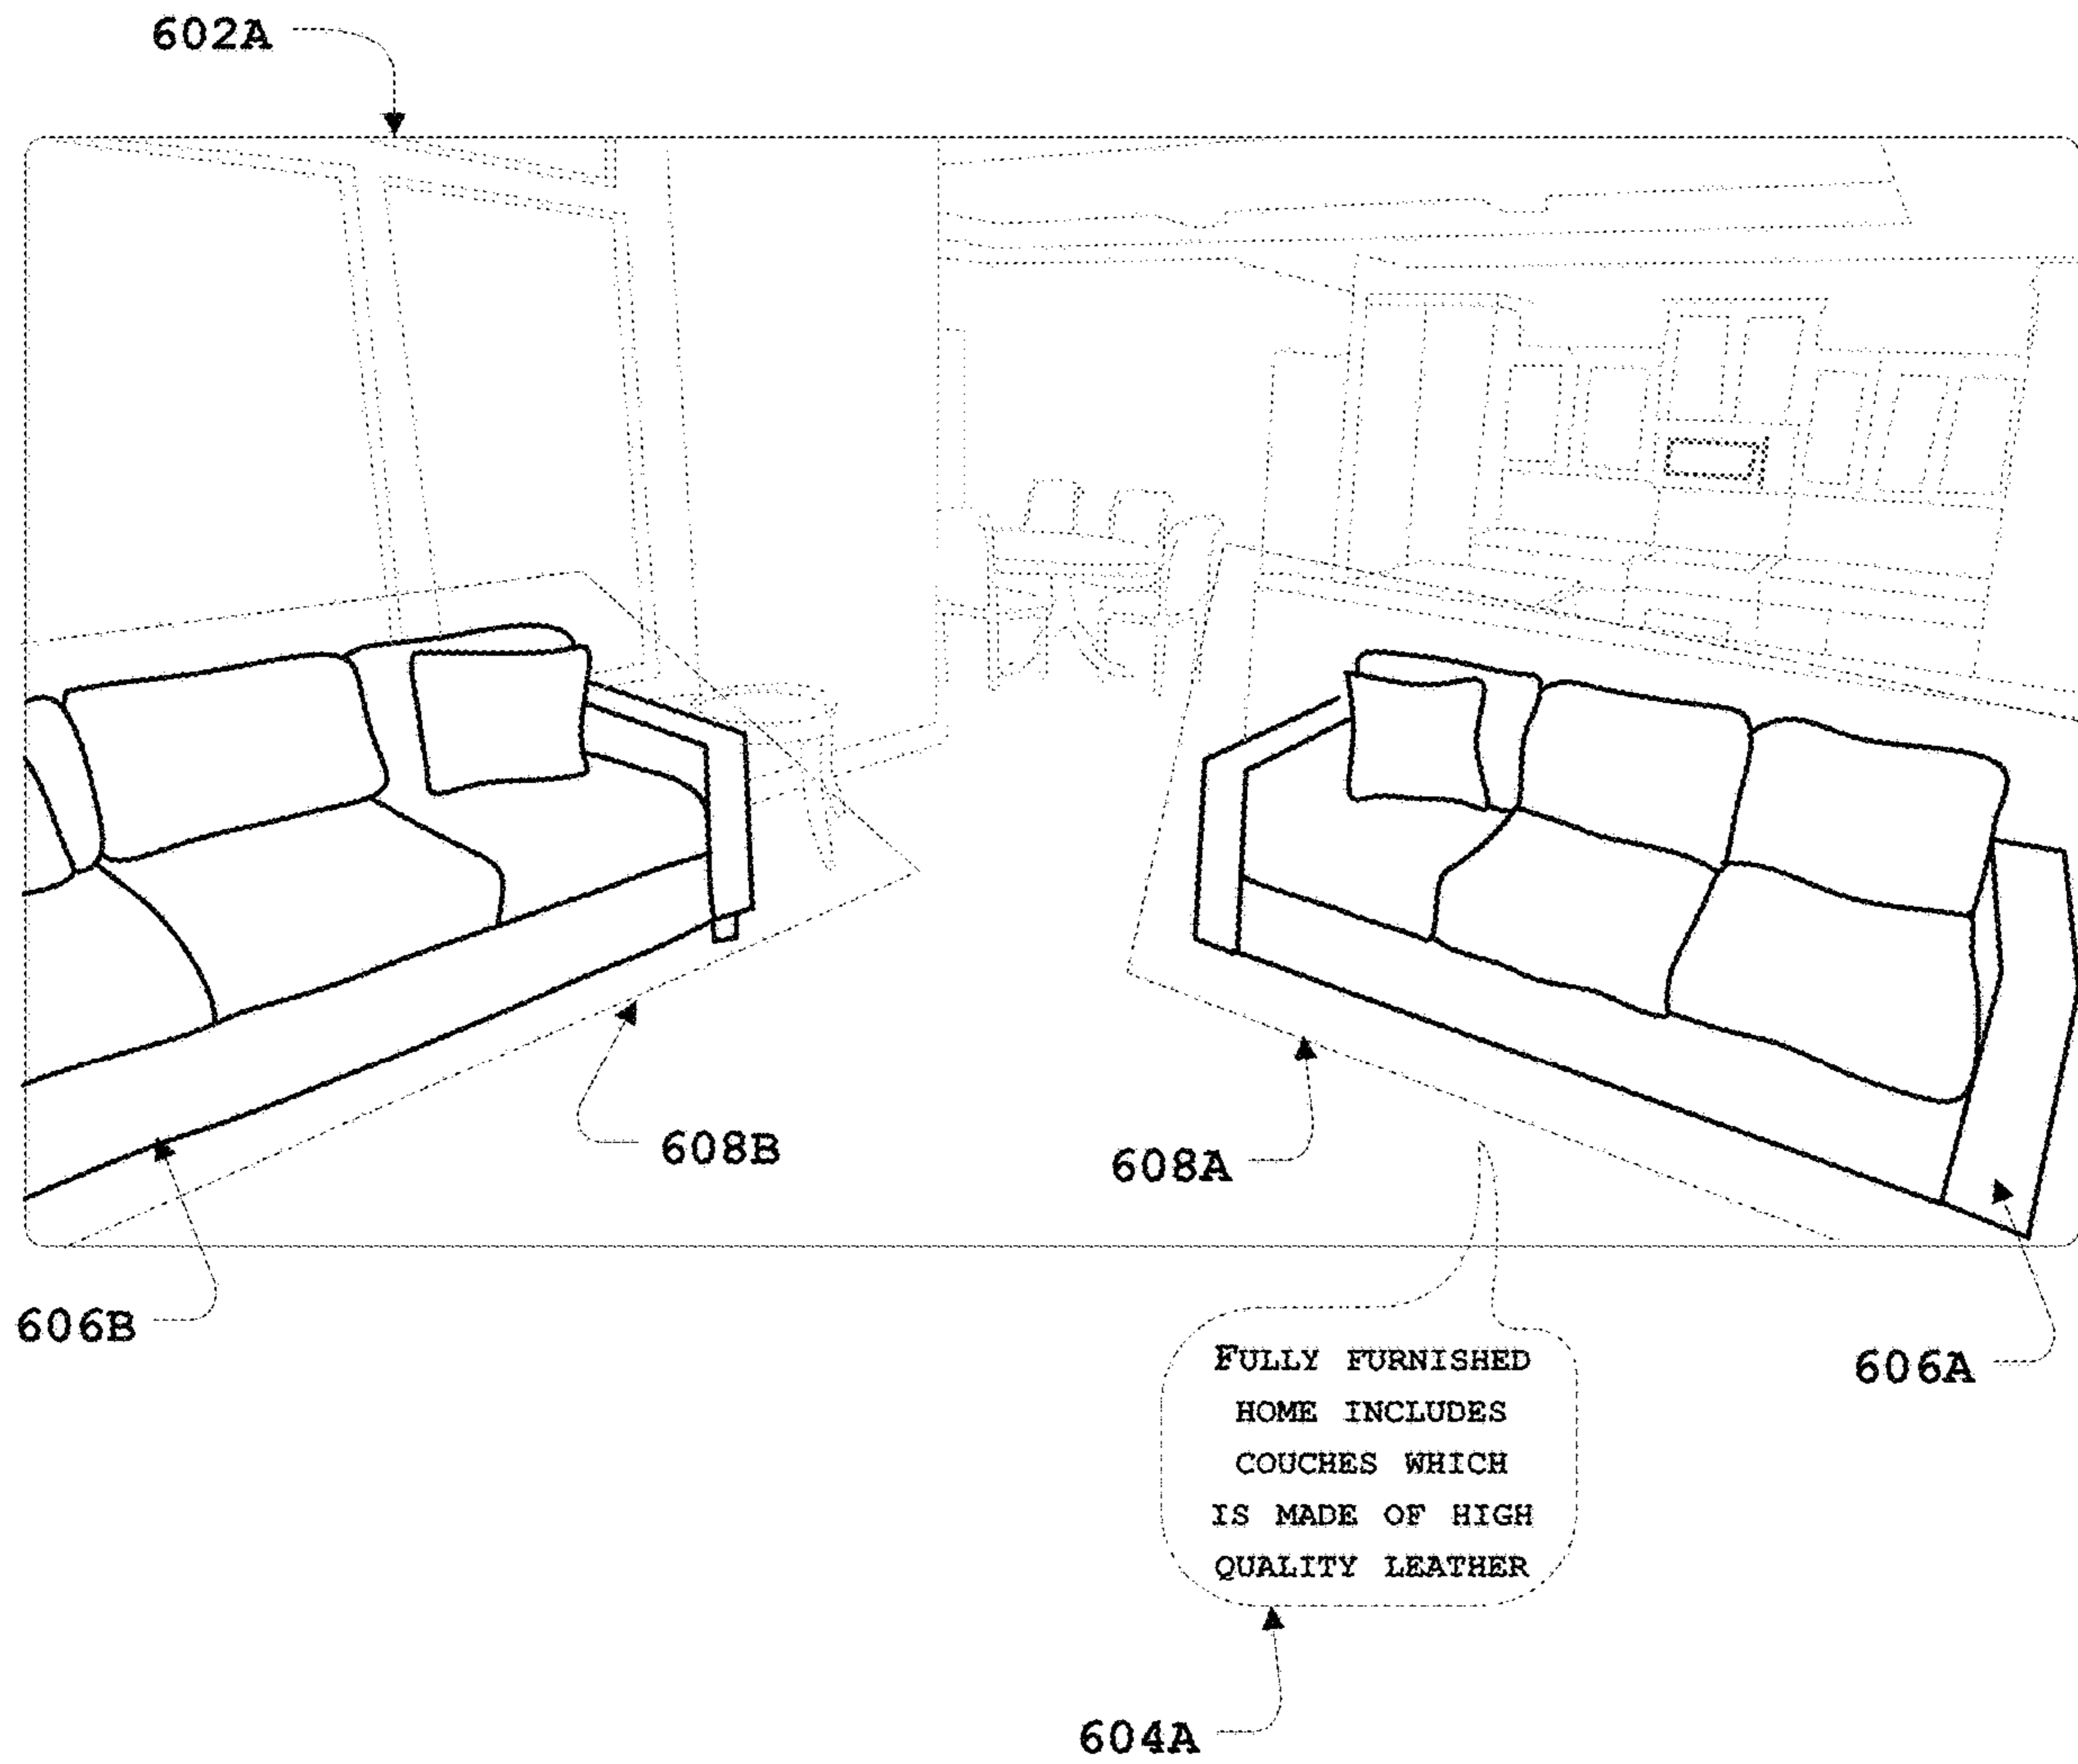 602A
608B
608A
606B
606A
FULLY FURNISHED
HOME INCLUDES
COUCHES WHICH
IS MADE OF HIGH
QUALITY LEATHER
604A